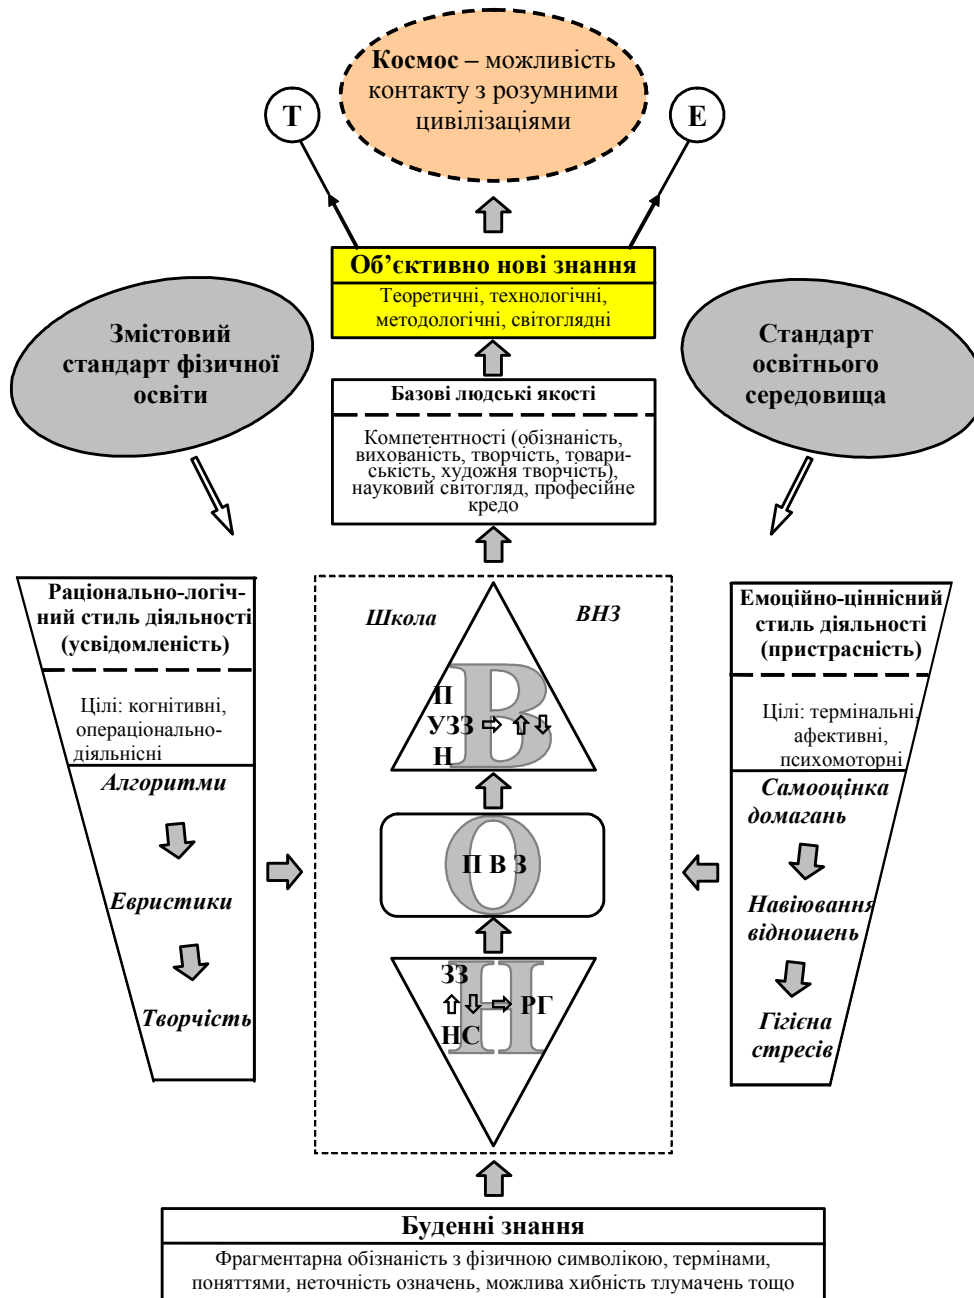 Космос – можливість
контакту з розумними
цивілізаціями
Т
Е
Об’єктивно нові знання
Теоретичні, технологічні,
методологічні, світоглядні
Змістовий
стандарт фізичної
освіти
Стандарт
освітнього
середовища
Базові людські якості
Компетентності (обізнаність,
вихованість, творчість, товари-
ськість, художня творчість),
науковий світогляд, професійне
кредо
Раціонально-логіч-
ний стиль діяльності
(усвідомленість)
Цілі: когнітивні,
операціонально-
діяльнісні
Алгоритми
Евристики
Творчість
Школа
ВНЗ
В
П
УЗЗ
Н
О
П В З
Н
ЗЗ
РГ
НС
Емоційно-ціннісний
стиль діяльності
(пристрасність)
Цілі: термінальні,
афективні,
психомоторні
Самооцінка
домагань
Навіювання
відношень
Гігієна
стресів
Буденні знання
Фрагментарна обізнаність з фізичною символікою, термінами,
поняттями, неточність означень, можлива хибність тлумачень тощо